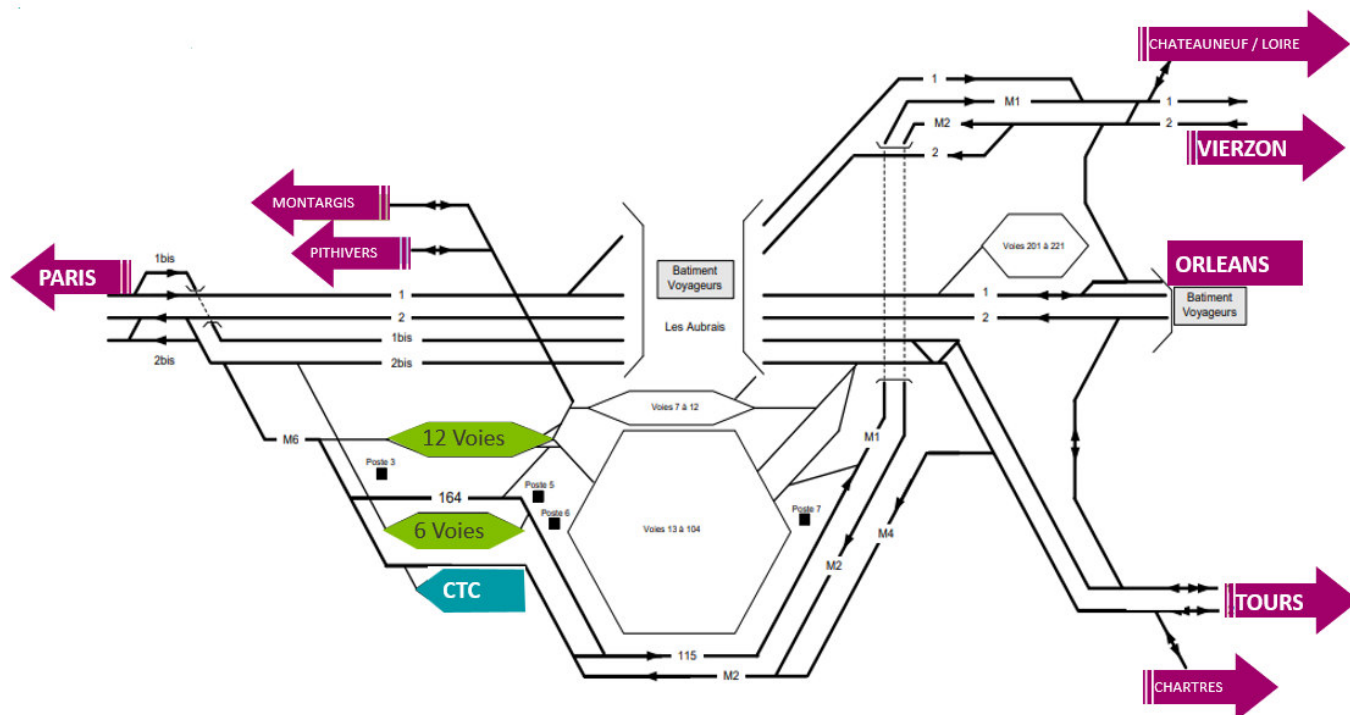 CHATEAUNEUF / LOIRE
1
M1
1
M2
2
VIERZON
2
MONTARGIS
PITHIVERS
Voies 201 à 221
1bis
PARIS
ORLEANS
Batiment
Voyageurs
1
1
Batiment
Voyageurs
2
Les Aubrais
2
1bis
2bis
2bis
Voies 7 à 12
M6
12 Voies
M1
Poste 3
164
Poste 5
Poste 6
Voies 13 à 104
Poste 7
6 Voies
M4
M2
CTC
TOURS
115
M2
CHARTRES